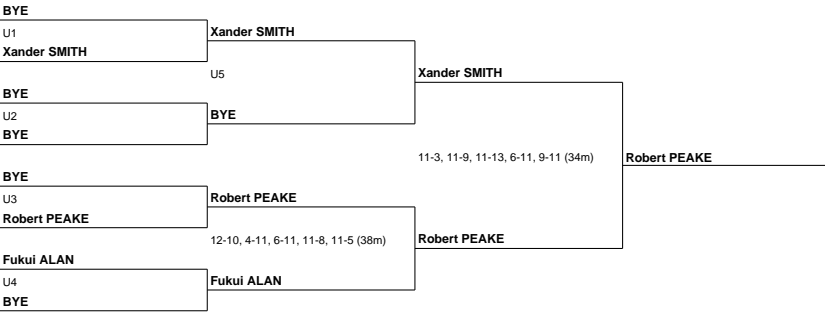 BYE
U1
Xander SMITH
Xander SMITH
U5
BYE
U2
BYE
BYE
Xander SMITH
11-3, 11-9, 11-13, 6-11, 9-11 (34m)
Robert PEAKE
BYE
U3
Robert PEAKE
Robert PEAKE
12-10, 4-11, 6-11, 11-8, 11-5 (38m)
Robert PEAKE
Fukui ALAN
U4
BYE
Fukui ALAN